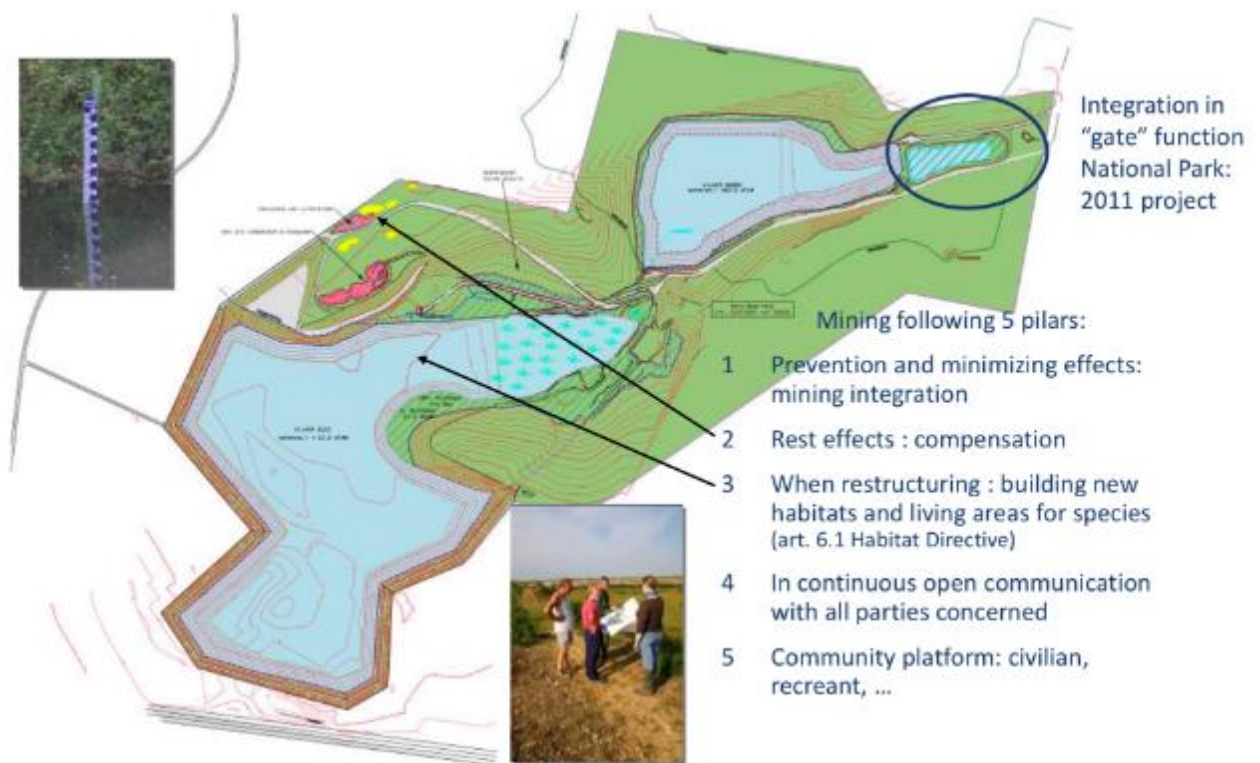 Integration in
“gate” function
National Park:
2011 project
Mining following 5 pilars:
1 Prevention and minimizing effects:
mining integration
2 Rest effects : compensation
3 When restructuring : building new
habitats and living areas for species
(art. 6.1 Habitat Directive)
4 In continuous open communication
with all parties concerned
5 Community platform: civilian,
recreant, ...